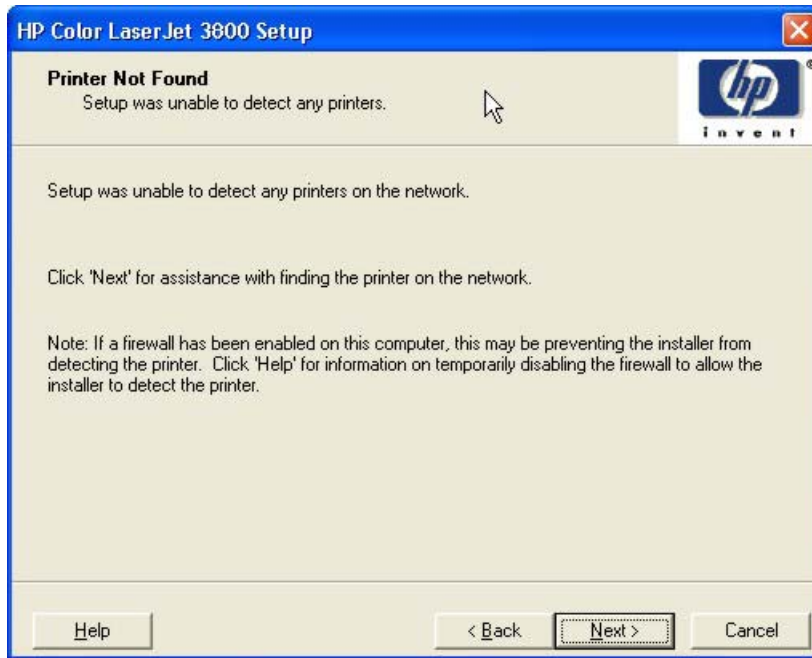 HP Color LaserJet 3800 Setup
Printer Not Found
Setup was unable to detect any printers.
hp
®
invent
Setup was unable to detect any printers on the network.
Click 'Next' for assistance with finding the printer on the network.
Note: If a firewall has been enabled on this computer, this may be preventing the installer from
detecting the printer. Click 'Help' for information on temporarily disabling the firewall to allow the
installer to detect the printer.
Help
< Back
Next >
Cancel